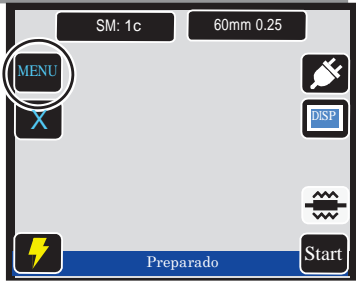 SM: 1c
60mm 0.25
MENU
X
DISP
Preparado
Start